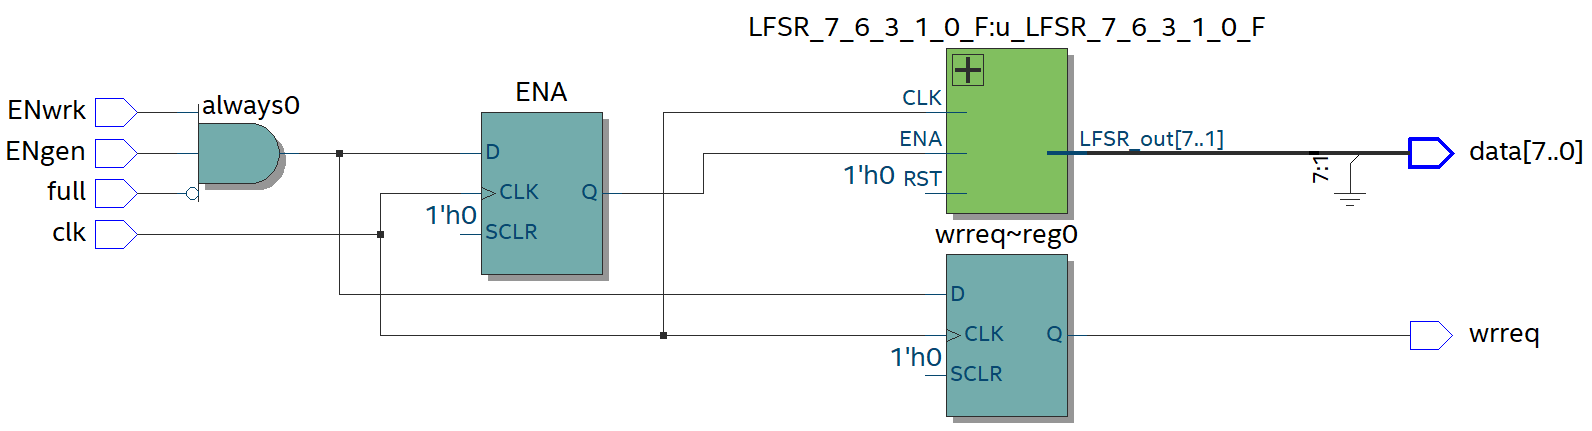 LFSR_7_6_3_1_0_F:u_LFSR_7_6_3_1_0_F
ENwrk
ENgen
full
clk
always0
ENA
D
CLK
Q
1'h0
SCLR
CLK
ENA
1'h0
RST
LFSR_out[7..1]
7:1
data[7..0]
wrreq~reg0
D
CLK
Q
1'h0
SCLR
wrreq